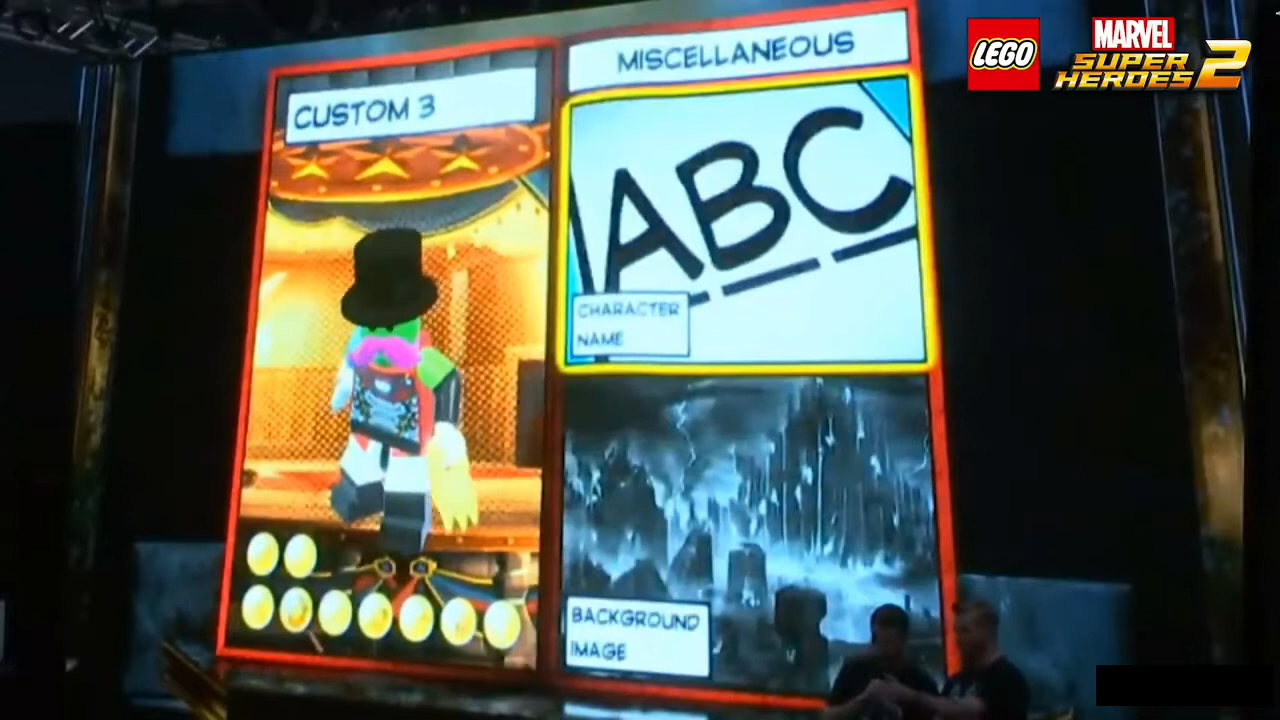 CUSTOM 3
MISCELLANEOUS
ABC
CHARACTER
NAME
BACKGROUND
IMAGE
LEGO
MARVEL
SUPER
HEROES 2